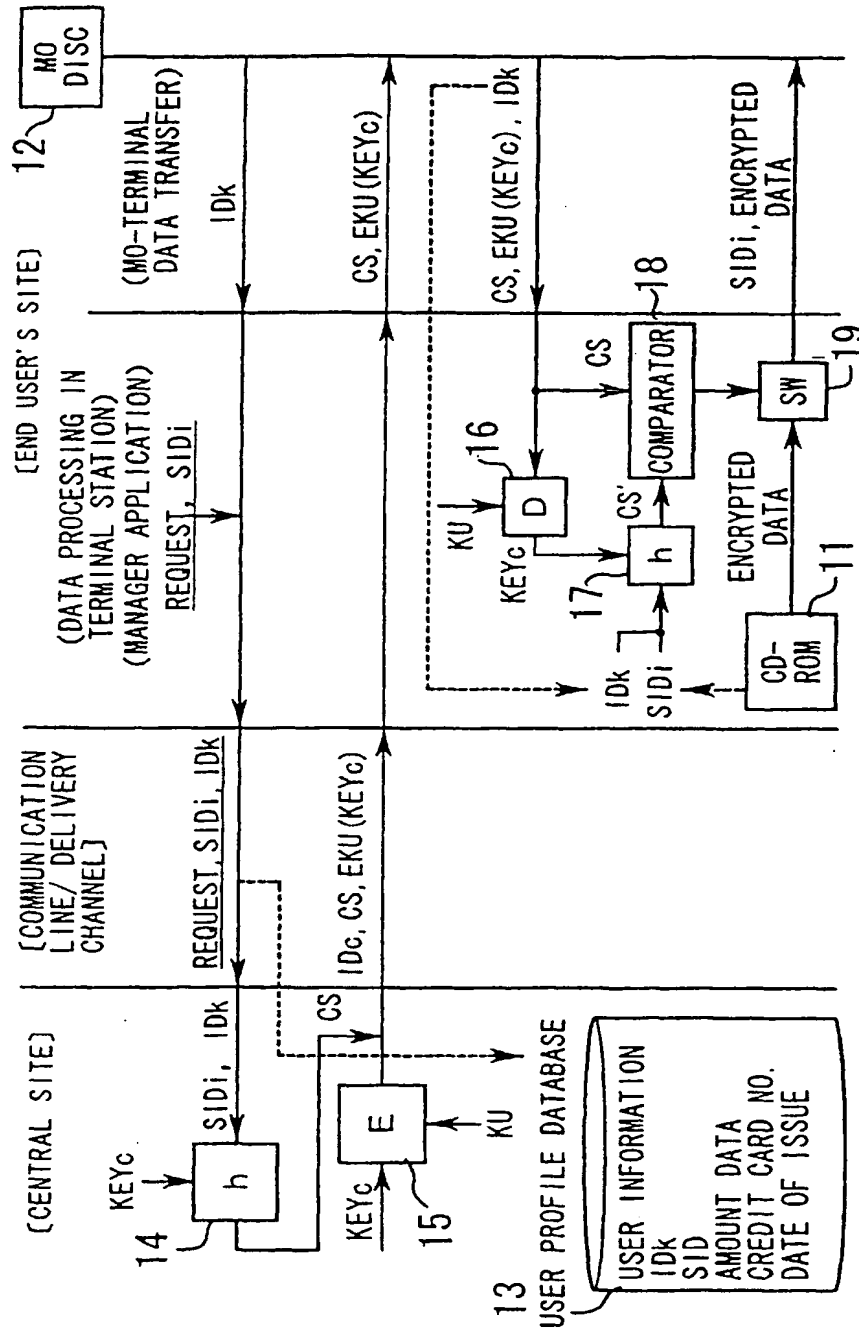 [CENTRAL SITE]
[COMMUNICATION
LINE/ DELIVERY
CHANNEL]
[END USER'S SITE]
(DATA PROCESSING IN
TERMINAL STATION)
(MANAGER APPLICATION)
REQUEST, SIDi
(MO-TERMINAL
DATA TRANSFER)
12
MO
DISC
IDk
REQUEST, SIDi, IDk
SIDi, IDk
KEYc
h
14
CS
KEYc
E
15
KU
IDc, CS, EKU(KEYc)
CS, EKU(KEYc)
CS, EKU(KEYc), IDk
KU
16
D
KEYc
CS
IDk
SIDi
17
h
CS'
COMPARATOR
18
CD-
ROM
11
ENCRYPTED
DATA
SW
19
SIDi, ENCRYPTED
DATA
13
USER PROFILE DATABASE
USER INFORMATION
IDk
SID
AMOUNT DATA
CREDIT CARD NO.
DATE OF ISSUE